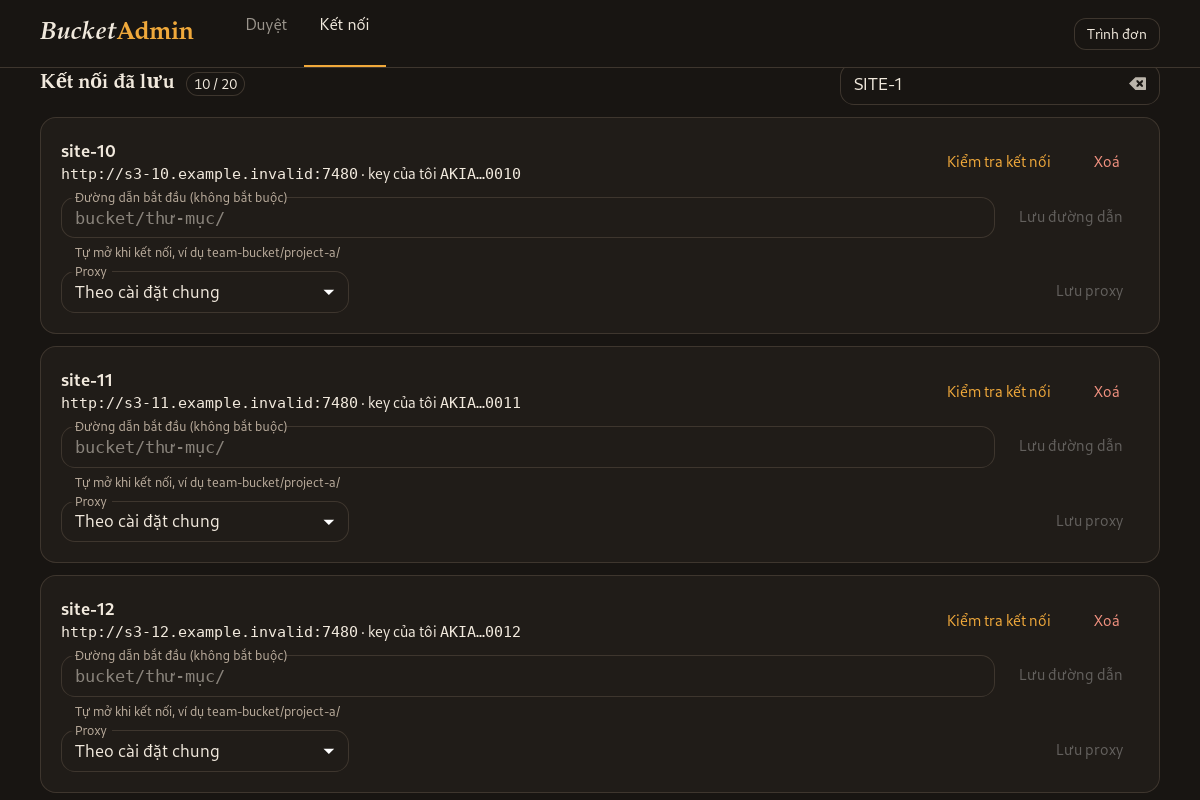 BucketAdmin
Duyệt
Kết nối
Trình đơn
Kết nối đã lưu
10 / 20
SITE-1
site-10
http://s3-10.example.invalid:7480 · key của tôi AKIA…0010
Kiểm tra kết nối
Xoá
Đường dẫn bắt đầu (không bắt buộc)
bucket/thư-mục/
Lưu đường dẫn
Tự mở khi kết nối, ví dụ team-bucket/project-a/
Proxy
Theo cài đặt chung
Lưu proxy
site-11
http://s3-11.example.invalid:7480 · key của tôi AKIA…0011
Kiểm tra kết nối
Xoá
Đường dẫn bắt đầu (không bắt buộc)
bucket/thư-mục/
Lưu đường dẫn
Tự mở khi kết nối, ví dụ team-bucket/project-a/
Proxy
Theo cài đặt chung
Lưu proxy
site-12
http://s3-12.example.invalid:7480 · key của tôi AKIA…0012
Kiểm tra kết nối
Xoá
Đường dẫn bắt đầu (không bắt buộc)
bucket/thư-mục/
Lưu đường dẫn
Tự mở khi kết nối, ví dụ team-bucket/project-a/
Proxy
Theo cài đặt chung
Lưu proxy